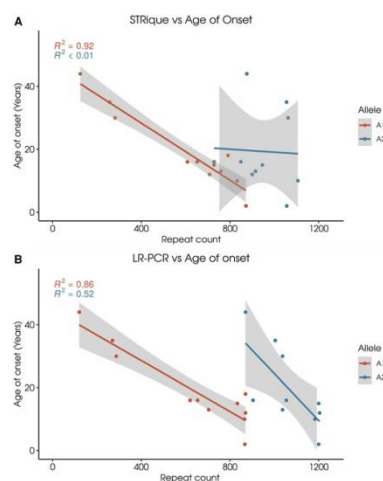 A
STRique vs Age of Onset
R² = 0.92
R² < 0.01
Age of onset (Years)
40
20
0
0
400
800
1200
Repeat count
Allele
A1
A2
B
LR-PCR vs Age of onset
R² = 0.86
R² = 0.52
Age of onset (Years)
40
20
0
0
400
800
1200
Repeat count
Allele
A
A2